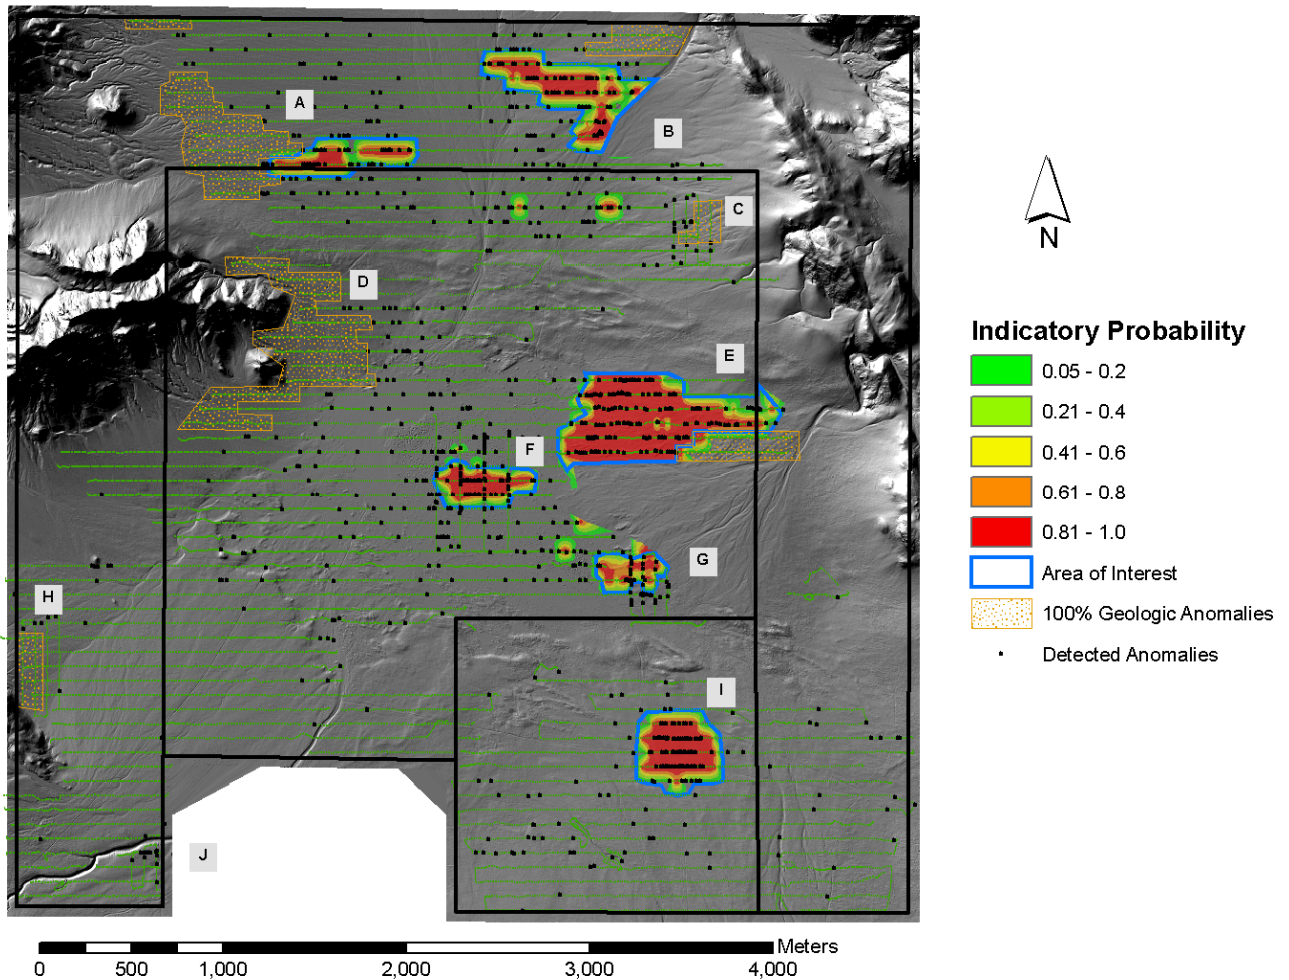 A
B
C
D
E
F
G
H
I
J
N
Indicatory Probability
0.05 - 0.2
0.21 - 0.4
0.41 - 0.6
0.61 - 0.8
0.81 - 1.0
Area of Interest
100% Geologic Anomalies
Detected Anomalies
Meters
0 500 1,000 2,000 3,000 4,000